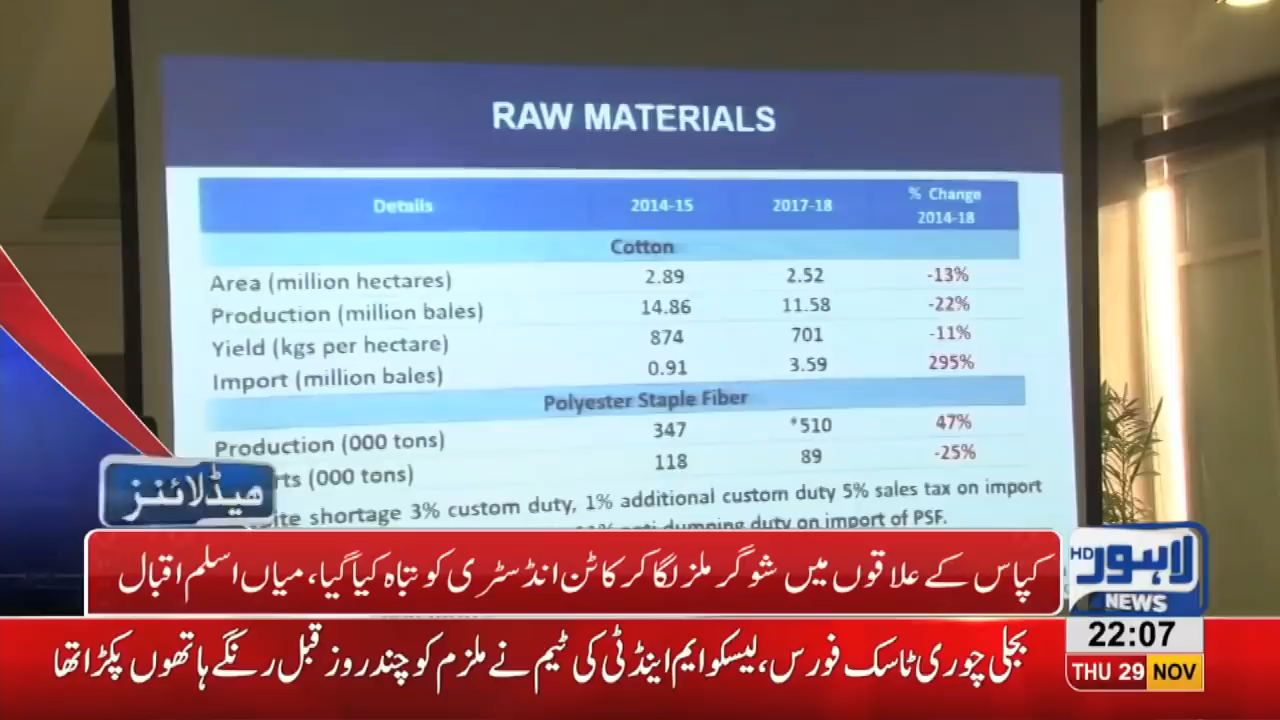 RAW MATERIALS
Details 2014-15 2017-18 % Change 2014-18
Cotton
Area (million hectares) 2.89 2.52 -13%
Production (million bales) 14.86 11.58 -22%
Yield (kgs per hectare) 874 701 -11%
Import (million bales) 0.91 3.59 295%
Polyester Staple Fiber
Production (000 tons) 347 *510 47%
(000 tons) 118 89 -25%
shortage 3% custom duty, 1% additional custom duty 5% sales tax on import
dumping duty on import of PSF.
ہیڈلائنز
کپاس کے علاقوں میں شوگر ملز لگا کر کاٹن انڈسٹری کو تباہ کیا گیا، میاں اسلم اقبال
HD لاہور
NEWS
22:07
THU 29 NOV
بجلی چوری ٹاسک فورس، لیسکو ایم اینڈ ٹی کی ٹیم نے ملزم کو چند روز قبل رنگے ہاتھوں پکڑا تھا